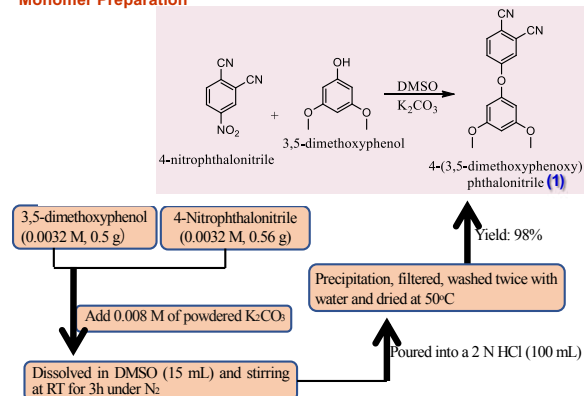 Monomer Preparation
CN
CN
NO2
4-nitrophthalonitrile
+
OH
O
O
3,5-dimethoxyphenol
DMSO
K2CO3
CN
CN
O
O
O
4-(3,5-dimethoxyphenoxy)
phthalonitrile (1)
3,5-dimethoxyphenol
(0.0032 M, 0.5 g)
4-Nitrophthalonitrile
(0.0032 M, 0.56 g)
Add 0.008 M of powdered K2CO3
Dissolved in DMSO (15 mL) and stirring
at RT for 3h under N2
Poured into a 2 N HCl (100 mL)
Precipitation, filtered, washed twice with
water and dried at 50oC
Yield: 98%